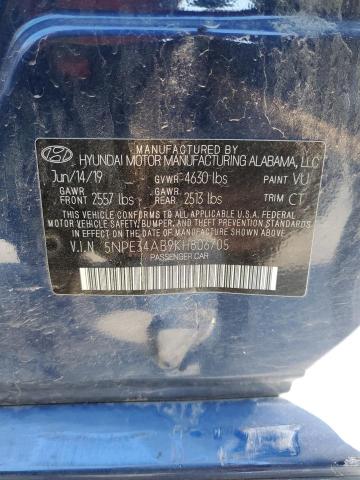 MANUFACTURED BY
HYUNDAI MOTOR MANUFACTURING ALABAMA, LLC
Jun/14/19 GVWR 4630 lbs PAINT VU
GAWR FRONT 2557 lbs GAWR REAR 2513 lbs TRIM CT
THIS VEHICLE CONFORMS TO ALL APPLICABLE U.S.A. FEDERAL
MOTOR VEHICLE SAFETY, BUMPER, AND THEFT PREVENTION
STANDARDS IN EFFECT ON THE DATE OF
MANUFACTURE SHOWN ABOVE.
V.I.N 5NPE34AB9KH806705
PASSENGER CAR